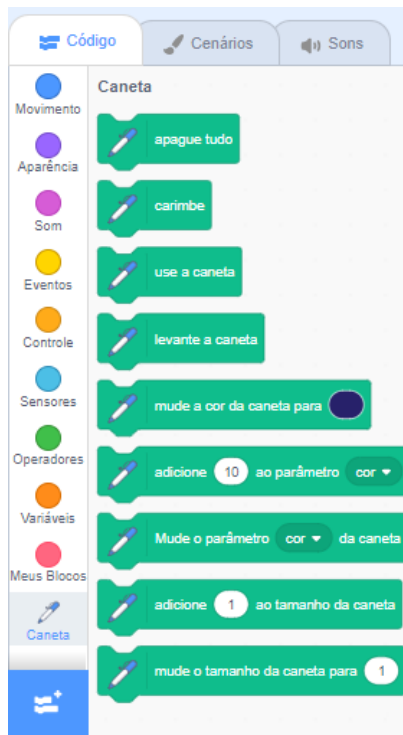 Código
Cenários
Sons
Movimento
Aparência
Som
Eventos
Controle
Sensores
Operadores
Variáveis
Meus Blocos
Caneta
Caneta
apague tudo
carimbe
use a caneta
levante a caneta
mude a cor da caneta para
adicione 10 ao parâmetro cor
Mude o parâmetro cor da caneta
adicione 1 ao tamanho da caneta
mude o tamanho da caneta para 1